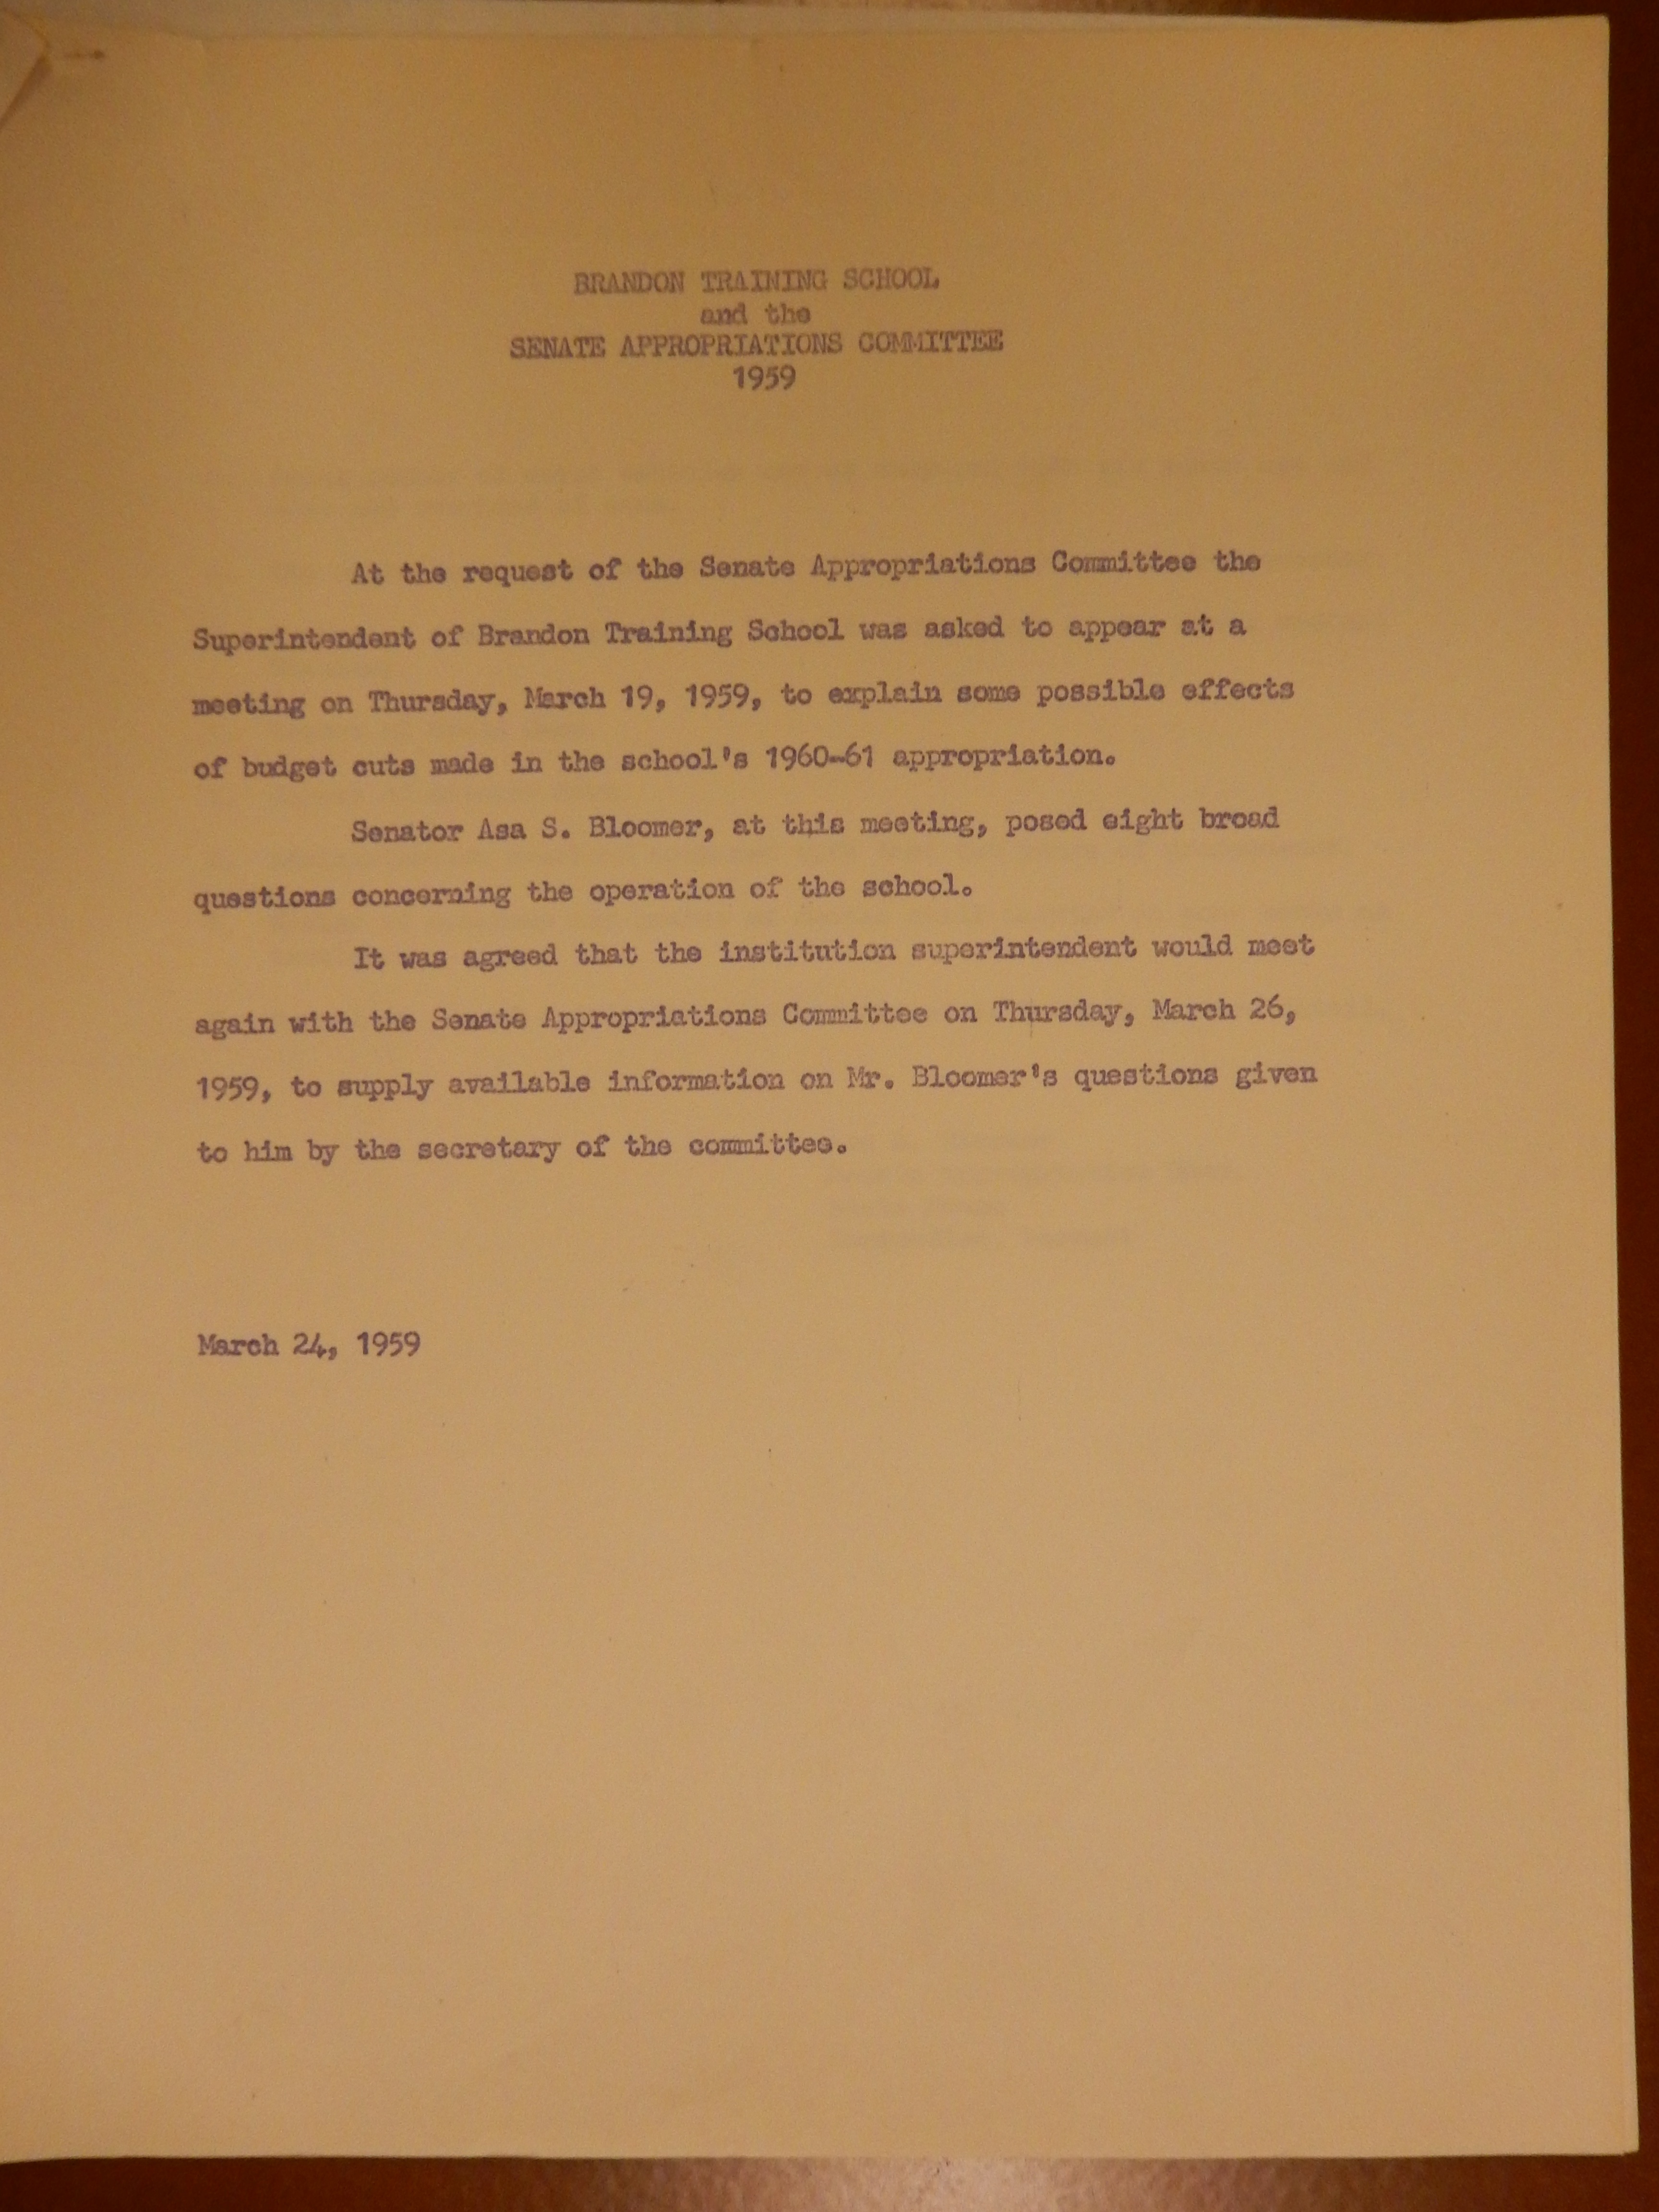 BRANDON TRAINING SCHOOL
and the
SENATE APPROPRIATIONS COMMITTEE
1959
At the request of the Senate Appropriations Committee the
Superintendent of Brandon Training School was asked to appear at a
meeting on Thursday, March 19, 1959, to explain some possible effects
of budget cuts made in the school's 1960-61 appropriation.
Senator Asa S. Bloomer, at this meeting, posed eight broad
questions concerning the operation of the school.
It was agreed that the institution superintendent would meet
again with the Senate Appropriations Committee on Thursday, March 26,
1959, to supply available information on Mr. Bloomer's questions given
to him by the secretary of the committee.
March 24, 1959